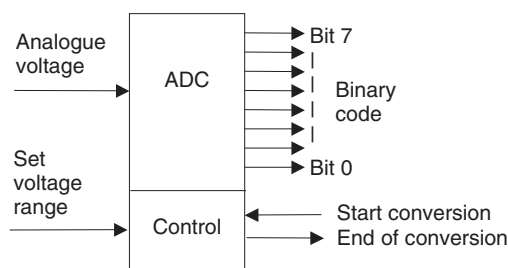 Analogue
voltage
ADC
Bit 7
Binary
code
Bit 0
Set
voltage
range
Control
Start conversion
End of conversion